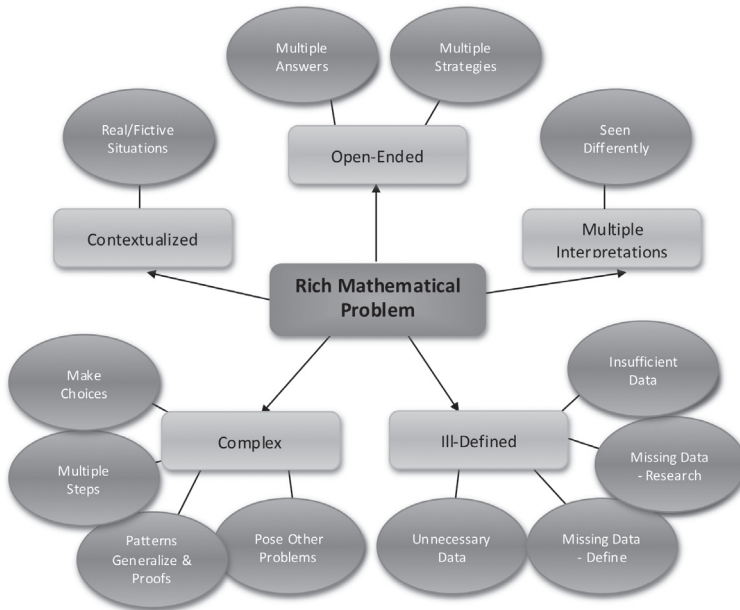 Multiple
Answers
Multiple
Strategies
Real/Fictive
Situations
Open-Ended
Seen
Differently
Contextualized
Multiple
Interpretations
Rich Mathematical
Problem
Make
Choices
Insufficient
Data
Complex
Ill-Defined
Multiple
Steps
Missing Data
- Research
Patterns
Generalize &
Proofs
Pose Other
Problems
Unnecessary
Data
Missing Data
- Define